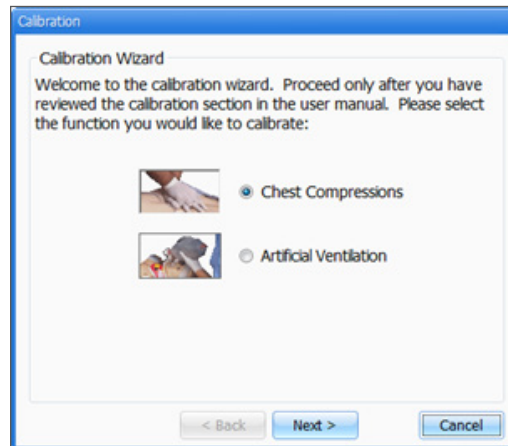 Calibration
Calibration Wizard
Welcome to the calibration wizard. Proceed only after you have
reviewed the calibration section in the user manual. Please select
the function you would like to calibrate:
Chest Compressions
Artificial Ventilation
< Back
Next >
Cancel